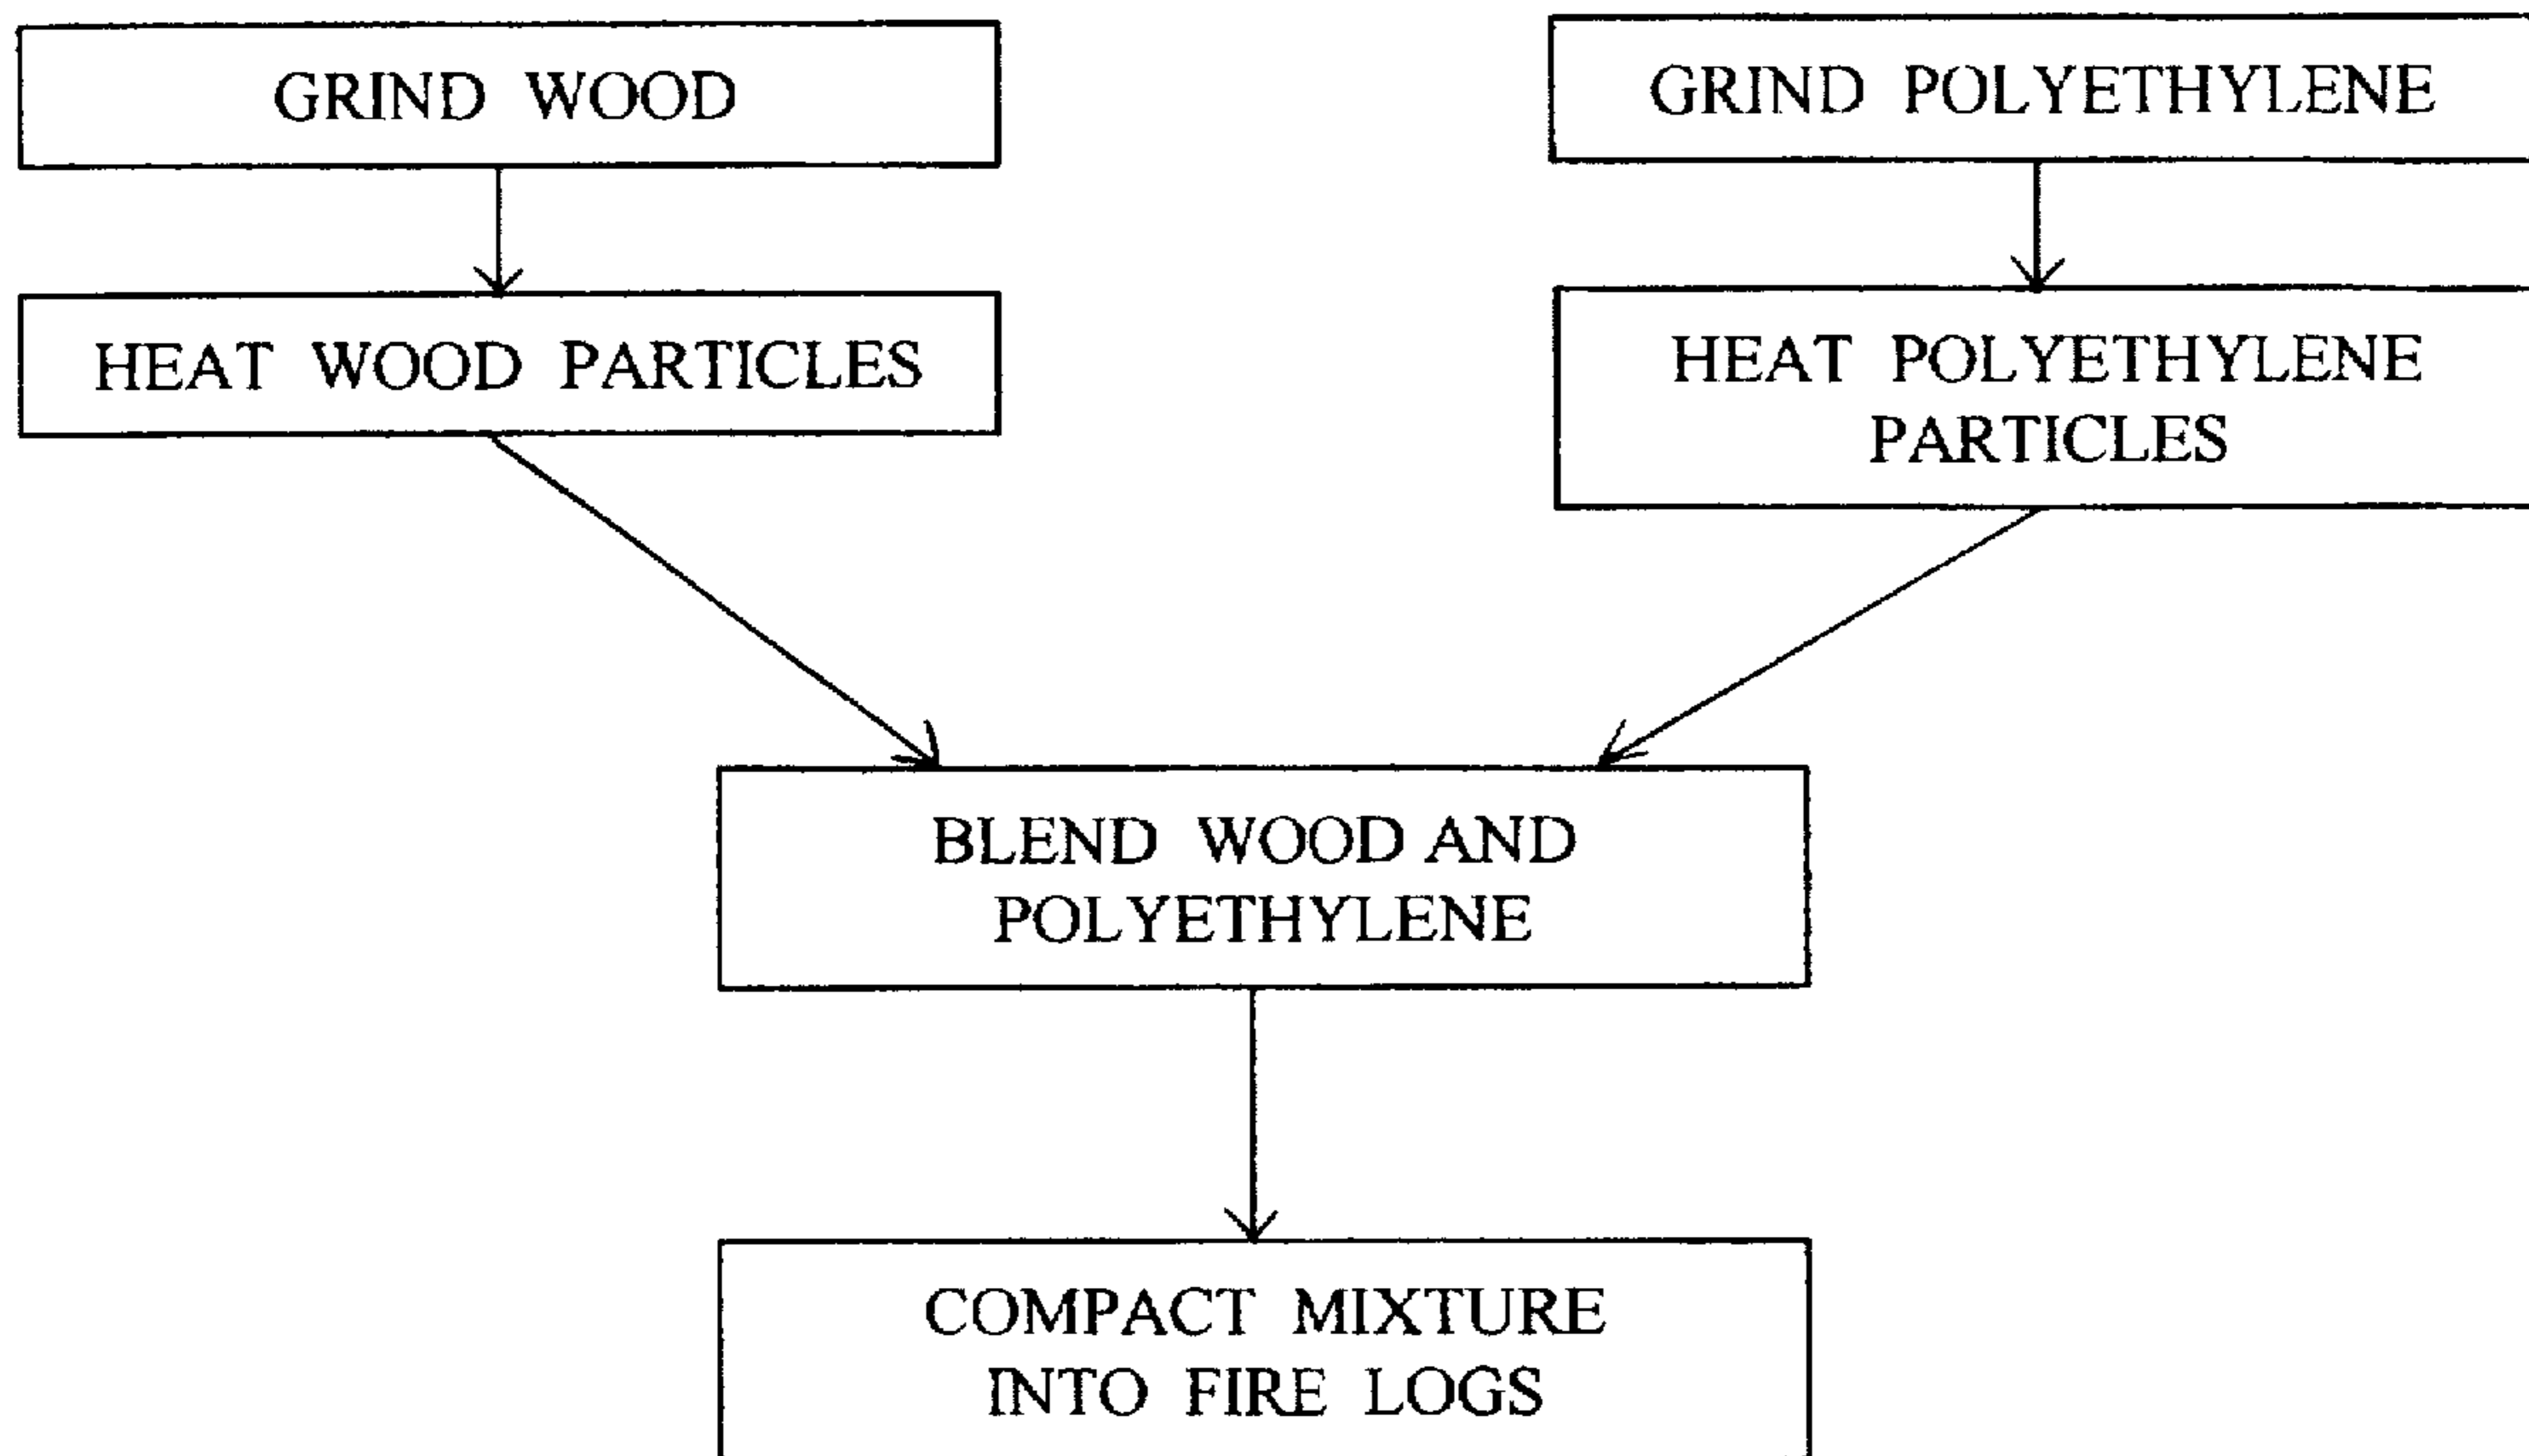 GRIND WOOD
GRIND POLYETHYLENE
HEAT WOOD PARTICLES
HEAT POLYETHYLENE
PARTICLES
BLEND WOOD AND
POLYETHYLENE
COMPACT MIXTURE
INTO FIRE LOGS